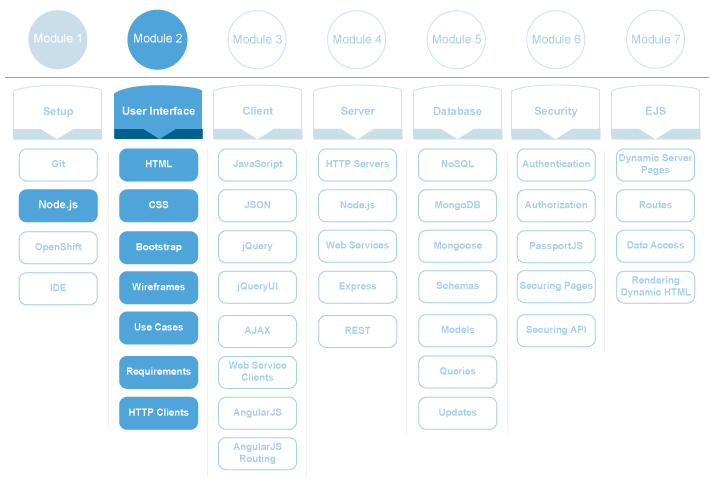 Module 1
Module 2
Module 3
Module 4
Module 5
Module 6
Module 7
Setup
User Interface
Client
Server
Database
Security
EJS
Git
Node.js
OpenShift
IDE
HTML
CSS
Bootstrap
Wireframes
Use Cases
Requirements
HTTP Clients
JavaScript
JSON
jQuery
jQueryUI
AJAX
Web Service
Clients
AngularJS
AngularJS
Routing
HTTP Servers
Node.js
Web Services
Express
REST
NoSQL
MongoDB
Mongoose
Schemas
Models
Queries
Updates
Authentication
Authorization
PassportJS
Securing Pages
Securing API
Dynamic Server
Pages
Routes
Data Access
Rendering
Dynamic HTML